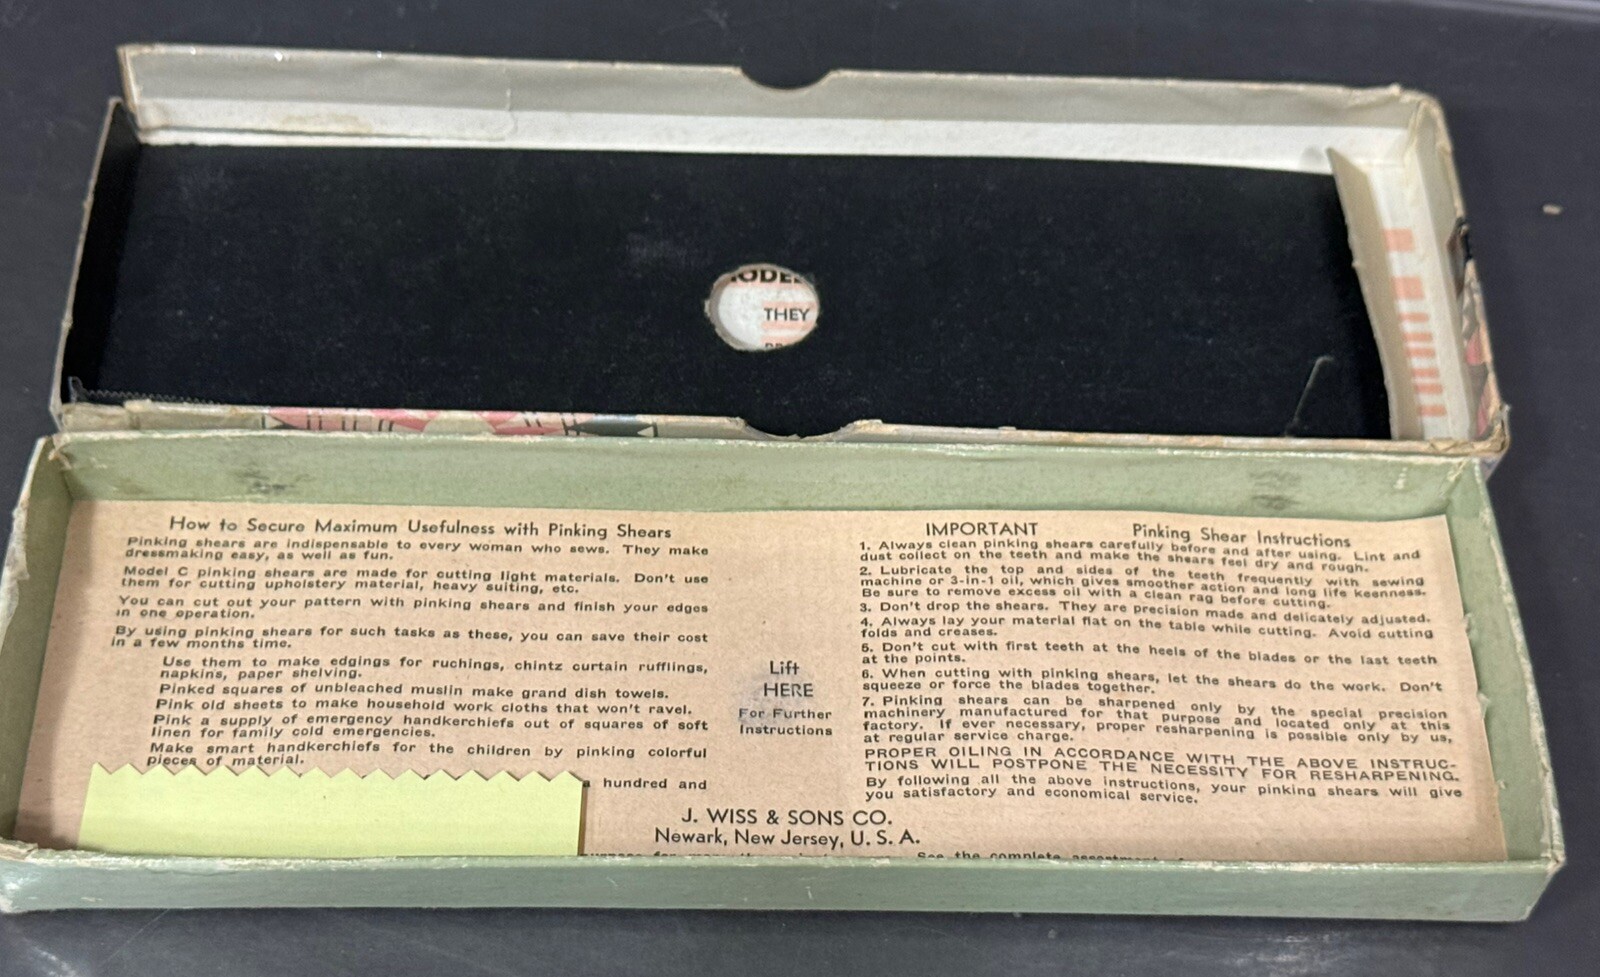 THEY
How to Secure Maximum Usefulness with Pinking Shears
Pinking shears are indispensable to every woman who sews. They make
dressmaking easy, as well as fun.
Model C pinking shears are made for cutting light materials. Don't use
them for cutting upholstery material, heavy suiting, etc.
You can cut out your pattern with pinking shears and finish your edges
in one operation.
By using pinking shears for such tasks as these, you can save their cost
in a few months time.
Use them to make edgings for ruchings, chintz curtain rufflings,
napkins, paper shelving.
Pinked squares of unbleached muslin make grand dish towels.
Pink old sheets to make household work cloths that won't ravel.
Pink a supply of emergency handkerchiefs out of squares of soft
linen for family cold emergencies.
Make smart handkerchiefs for the children by pinking colorful
pieces of material.
a hundred and
Lift
HERE
For Further
Instructions
IMPORTANT Pinking Shear Instructions
1. Always clean pinking shears carefully before and after using. Lint and
dust collect on the teeth and make the shears feel dry and rough.
2. Lubricate the top and sides of the teeth frequently with sewing
machine or 3-in-1 oil, which gives smoother action and long life keenness.
Be sure to remove excess oil with a clean rag before cutting.
3. Don't drop the shears. They are precision made and delicately adjusted.
4. Always lay your material flat on the table while cutting. Avoid cutting
folds and creases.
5. Don't cut with first teeth at the heels of the blades or the last teeth
at the points.
6. When cutting with pinking shears, let the shears do the work. Don't
squeeze or force the blades together.
7. Pinking shears can be sharpened only by the special precision
machinery manufactured for that purpose and located only at this
factory. If ever necessary, proper resharpening is possible only by us,
at regular service charge.
PROPER OILING IN ACCORDANCE WITH THE ABOVE INSTRUC-
TIONS WILL POSTPONE THE NECESSITY FOR RESHARPENING.
By following all the above instructions, your pinking shears will give
you satisfactory and economical service.
J. WISS & SONS CO.
Newark, New Jersey, U. S. A.
See the complete assortment